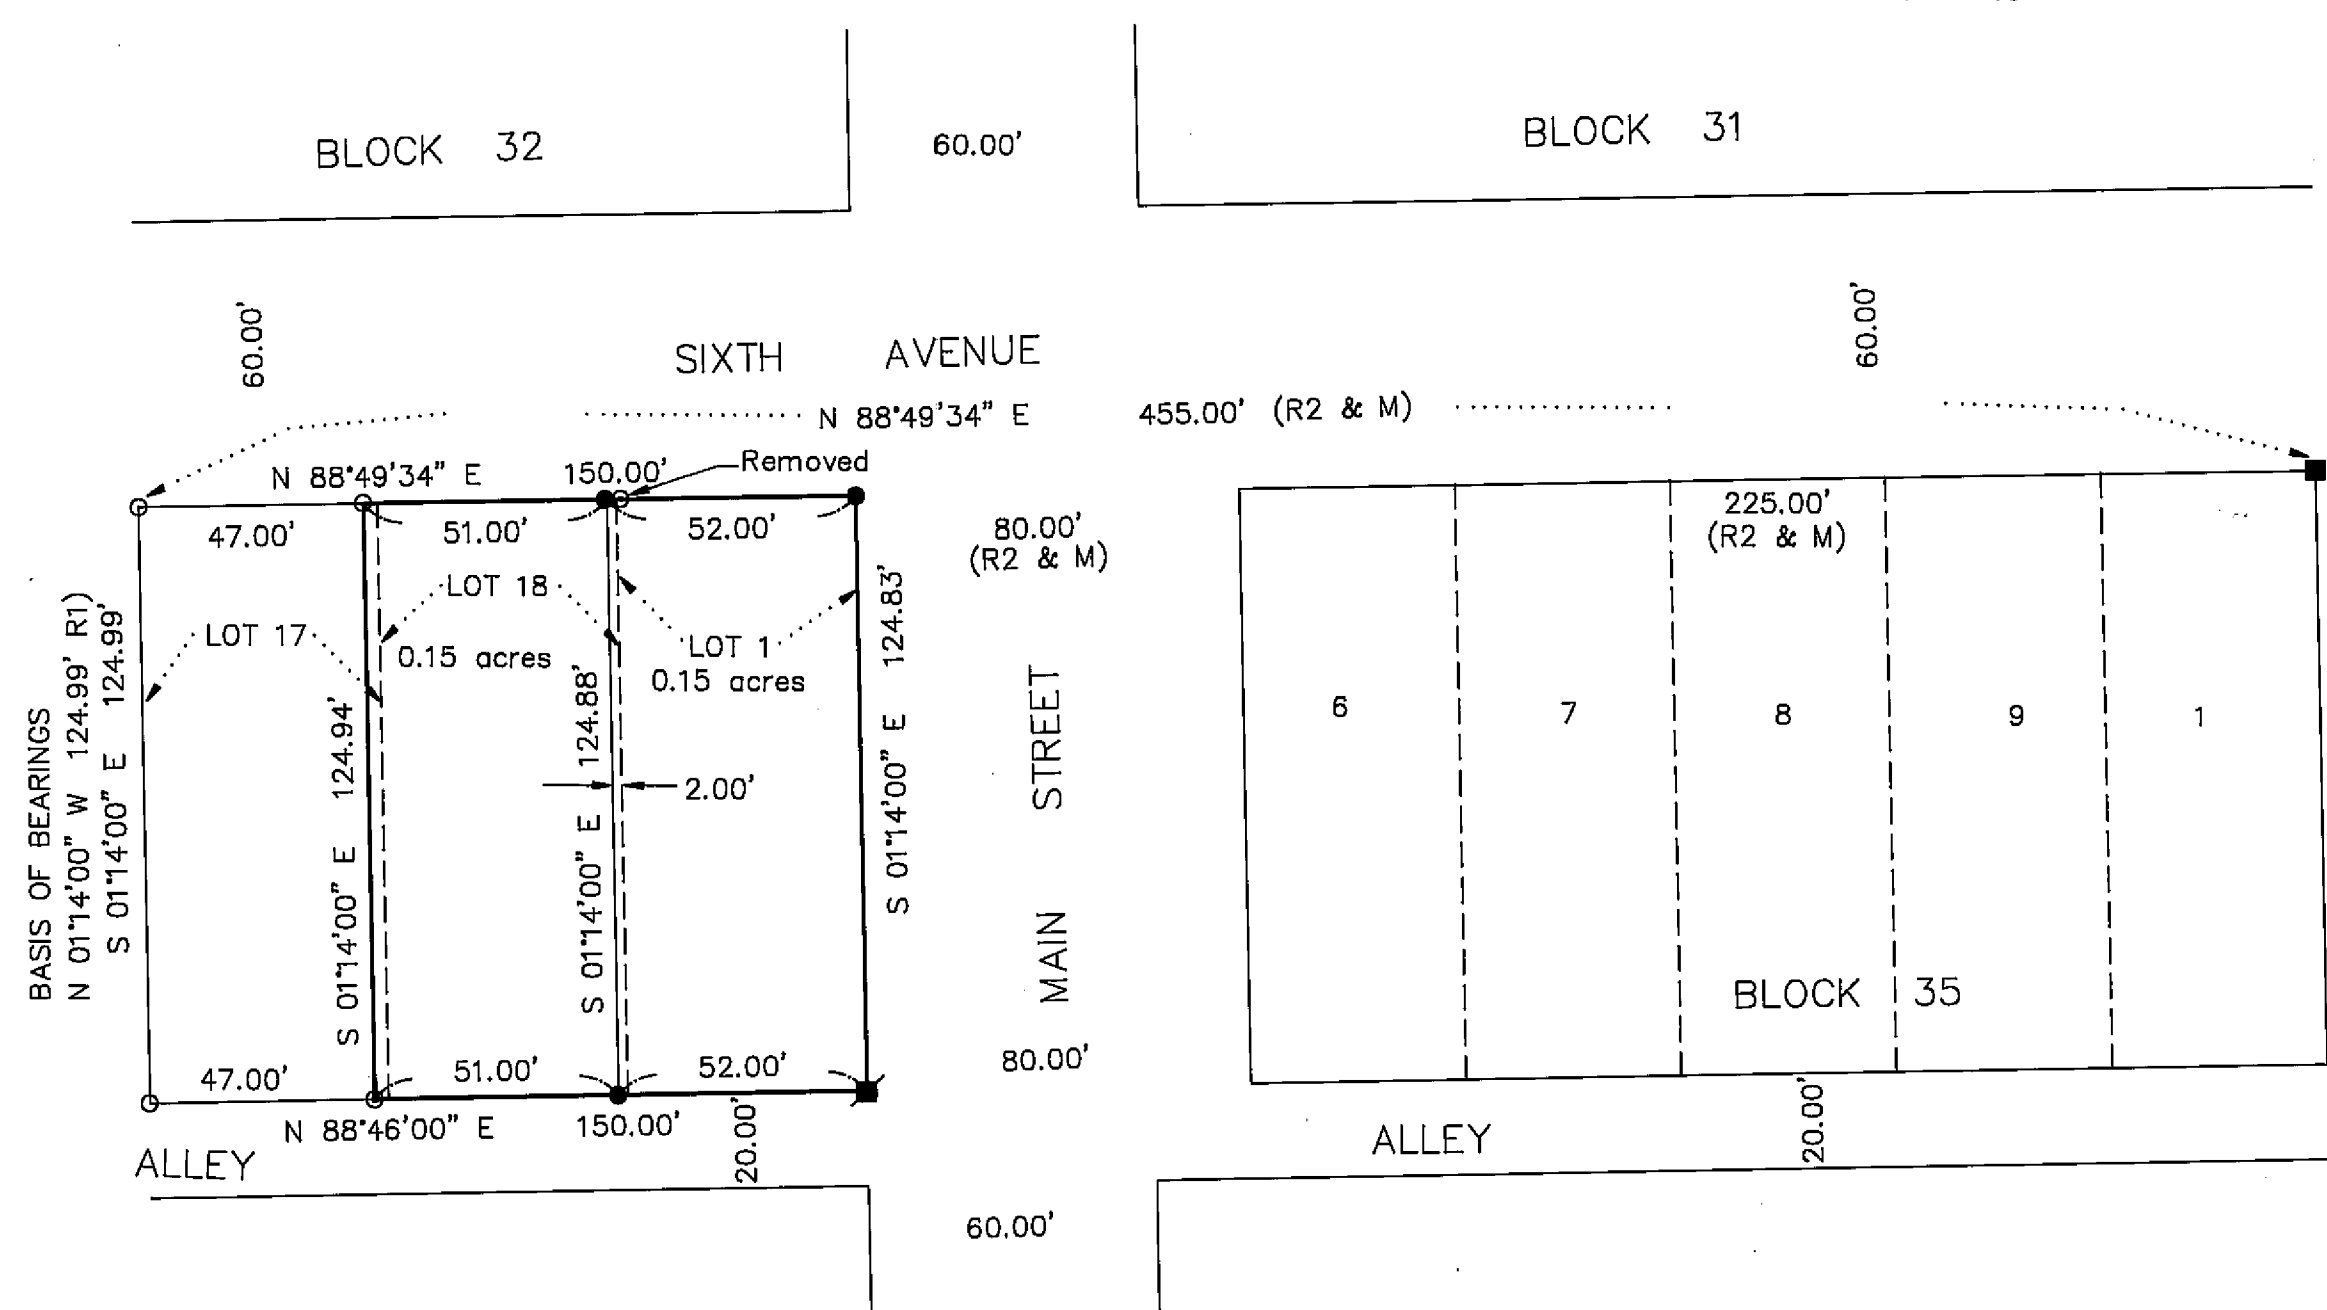 BLOCK 32
60.00'
BLOCK 31
60.00'
60.00'
SIXTH AVENUE
N 88°49'34" E 455.00' (R2 & M)
N 88°49'34" E 150.00'
Removed
47.00'
51.00'
52.00'
80.00'
(R2 & M)
225.00'
(R2 & M)
LOT 18
0.15 acres
LOT 17
LOT 1
0.15 acres
BASIS OF BEARINGS
N 01°14'00" W 124.99' R1)
S 01°14'00" E 124.99'
S 01°14'00" E 124.94'
S 01°14'00" E 124.88'
2.00'
S 01°14'00" E 124.83'
MAIN STREET
6
7
8
9
1
BLOCK 35
47.00'
51.00'
52.00'
80.00'
N 88°46'00" E 150.00'
20.00'
ALLEY
ALLEY
20.00'
60.00'